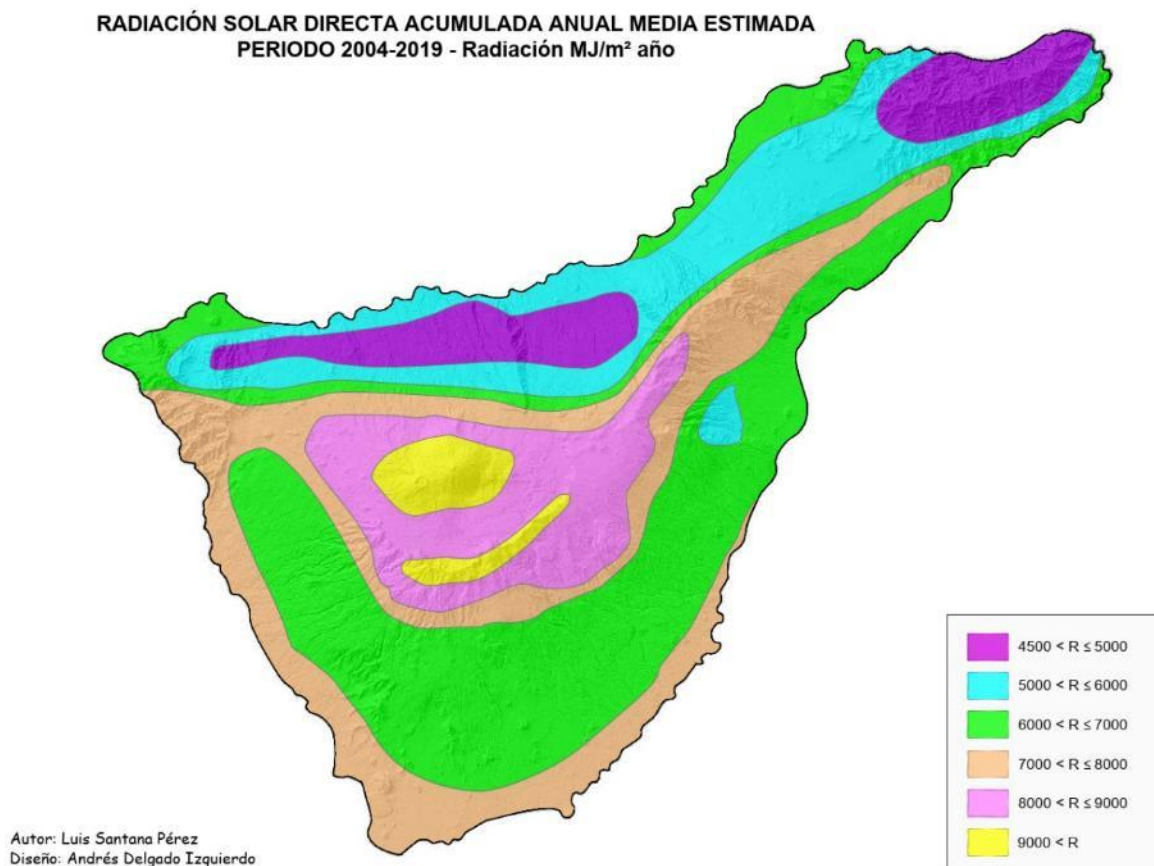 RADIACIÓN SOLAR DIRECTA ACUMULADA ANUAL MEDIA ESTIMADA
PERIODO 2004-2019 - Radiación MJ/m² año
4500 < R ≤ 5000
5000 < R ≤ 6000
6000 < R ≤ 7000
7000 < R ≤ 8000
8000 < R ≤ 9000
9000 < R
Autor: Luis Santana Pérez
Diseño: Andrés Delgado Izquierdo